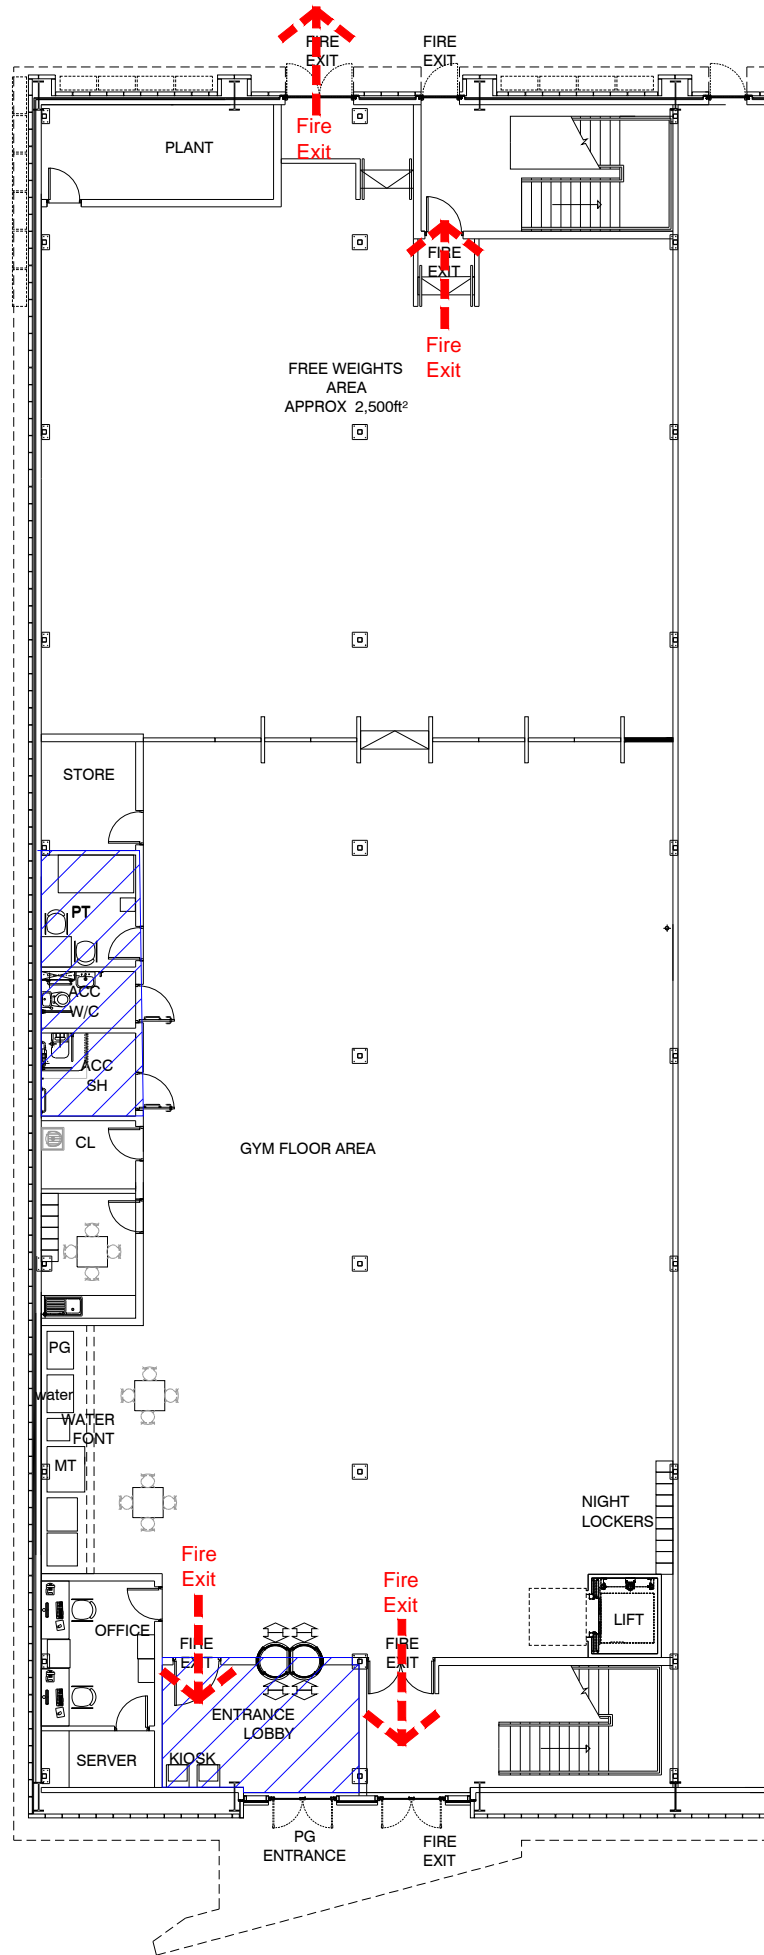 FIRE
EXIT
FIRE
EXIT
Fire
Exit
PLANT
FIRE
EXIT
Fire
Exit
FREE WEIGHTS
AREA
APPROX 2,500ft²
STORE
PT
ACC
W/C
ACC
SH
CL
GYM FLOOR AREA
PG
water
WATER
FONT
MT
NIGHT
LOCKERS
Fire
Exit
Fire
Exit
OFFICE
LIFT
FIRE
EXIT
FIRE
EXIT
ENTRANCE
LOBBY
SERVER
KIOSK
PG
ENTRANCE
FIRE
EXIT